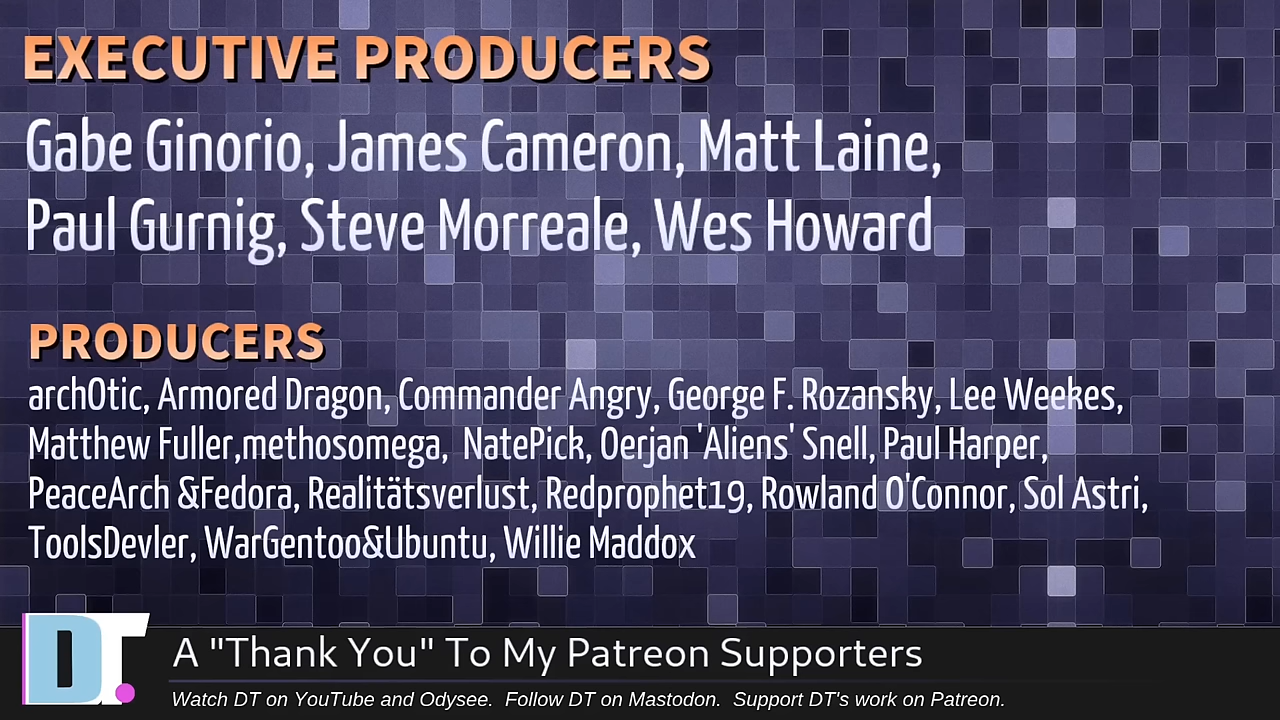 EXECUTIVE PRODUCERS
Gabe Ginorio, James Cameron, Matt Laine,
Paul Gurnig, Steve Morreale, Wes Howard
PRODUCERS
archOtic, Armored Dragon, Commander Angry, George F. Rozansky, Lee Weekes,
Matthew Fuller,methosomega,  NatePick, Oerjan 'Aliens' Snell, Paul Harper,
PeaceArch &Fedora, Realitätsverlust, Redprophet19, Rowland O'Connor, Sol Astri,
ToolsDevler, WarGentoo&Ubuntu, Willie Maddox
DT.
A "Thank You" To My Patreon Supporters
Watch DT on YouTube and Odysee.  Follow DT on Mastodon.  Support DT's work on Patreon.